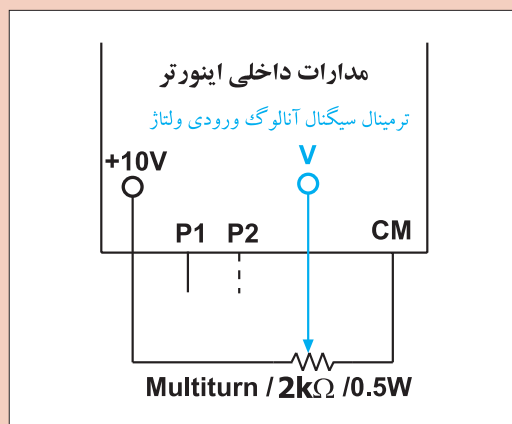 مدارات داخلی اینورتر
ترمینال سیگنال آنالوگ ورودی ولتاژ
+10V
V
P1 P2 CM
Multiturn / 2kΩ /0.5W